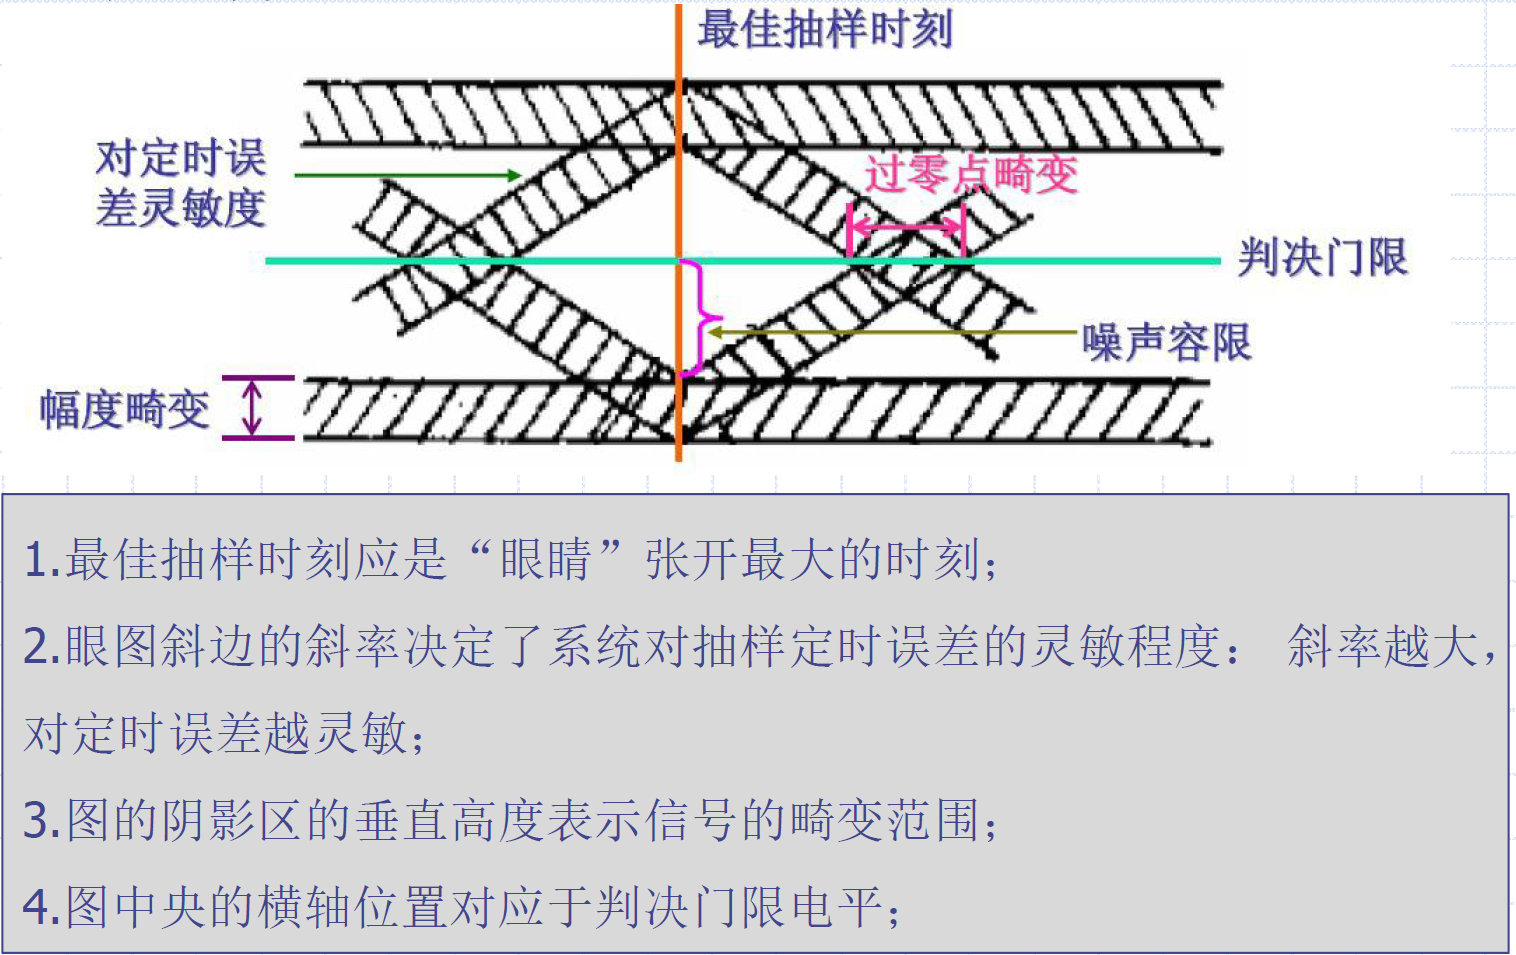 最佳抽样时刻
对定时误
差灵敏度
过零点畸变
判决门限
噪声容限
幅度畸变
1.最佳抽样时刻应是“眼睛”张开最大的时刻；
2.眼图斜边的斜率决定了系统对抽样定时误差的灵敏程度： 斜率越大，
对定时误差越灵敏；
3.图的阴影区的垂直高度表示信号的畸变范围；
4.图中央的横轴位置对应于判决门限电平；